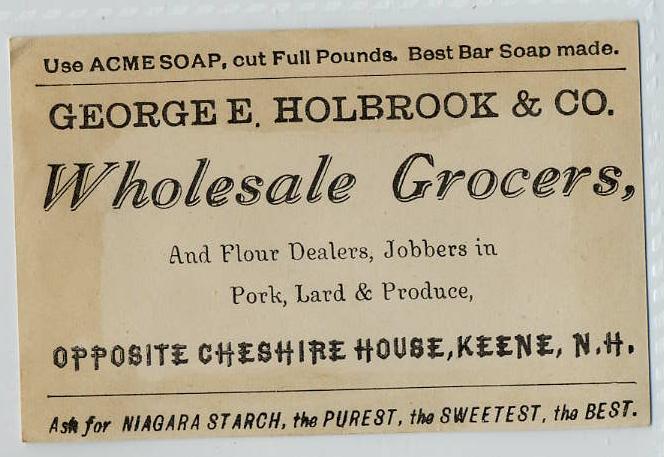 Use ACME SOAP, cut Full Pounds. Best Bar Soap made.
GEORGE E. HOLBROOK & CO.
Wholesale Grocers,
And Flour Dealers, Jobbers in
Pork, Lard & Produce,
OPPOSITE CHESHIRE HOUSE, KEENE, N.H.
Ask for NIAGARA STARCH, the PUREST, the SWEETEST, the BEST.